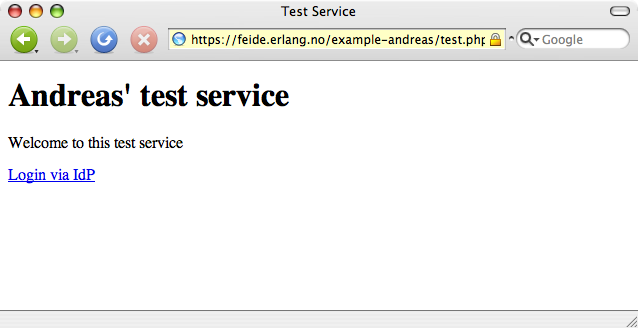 Test Service
https://feide.erlang.no/example-andreas/test.php
Google
Andreas' test service
Welcome to this test service
Login via IdP